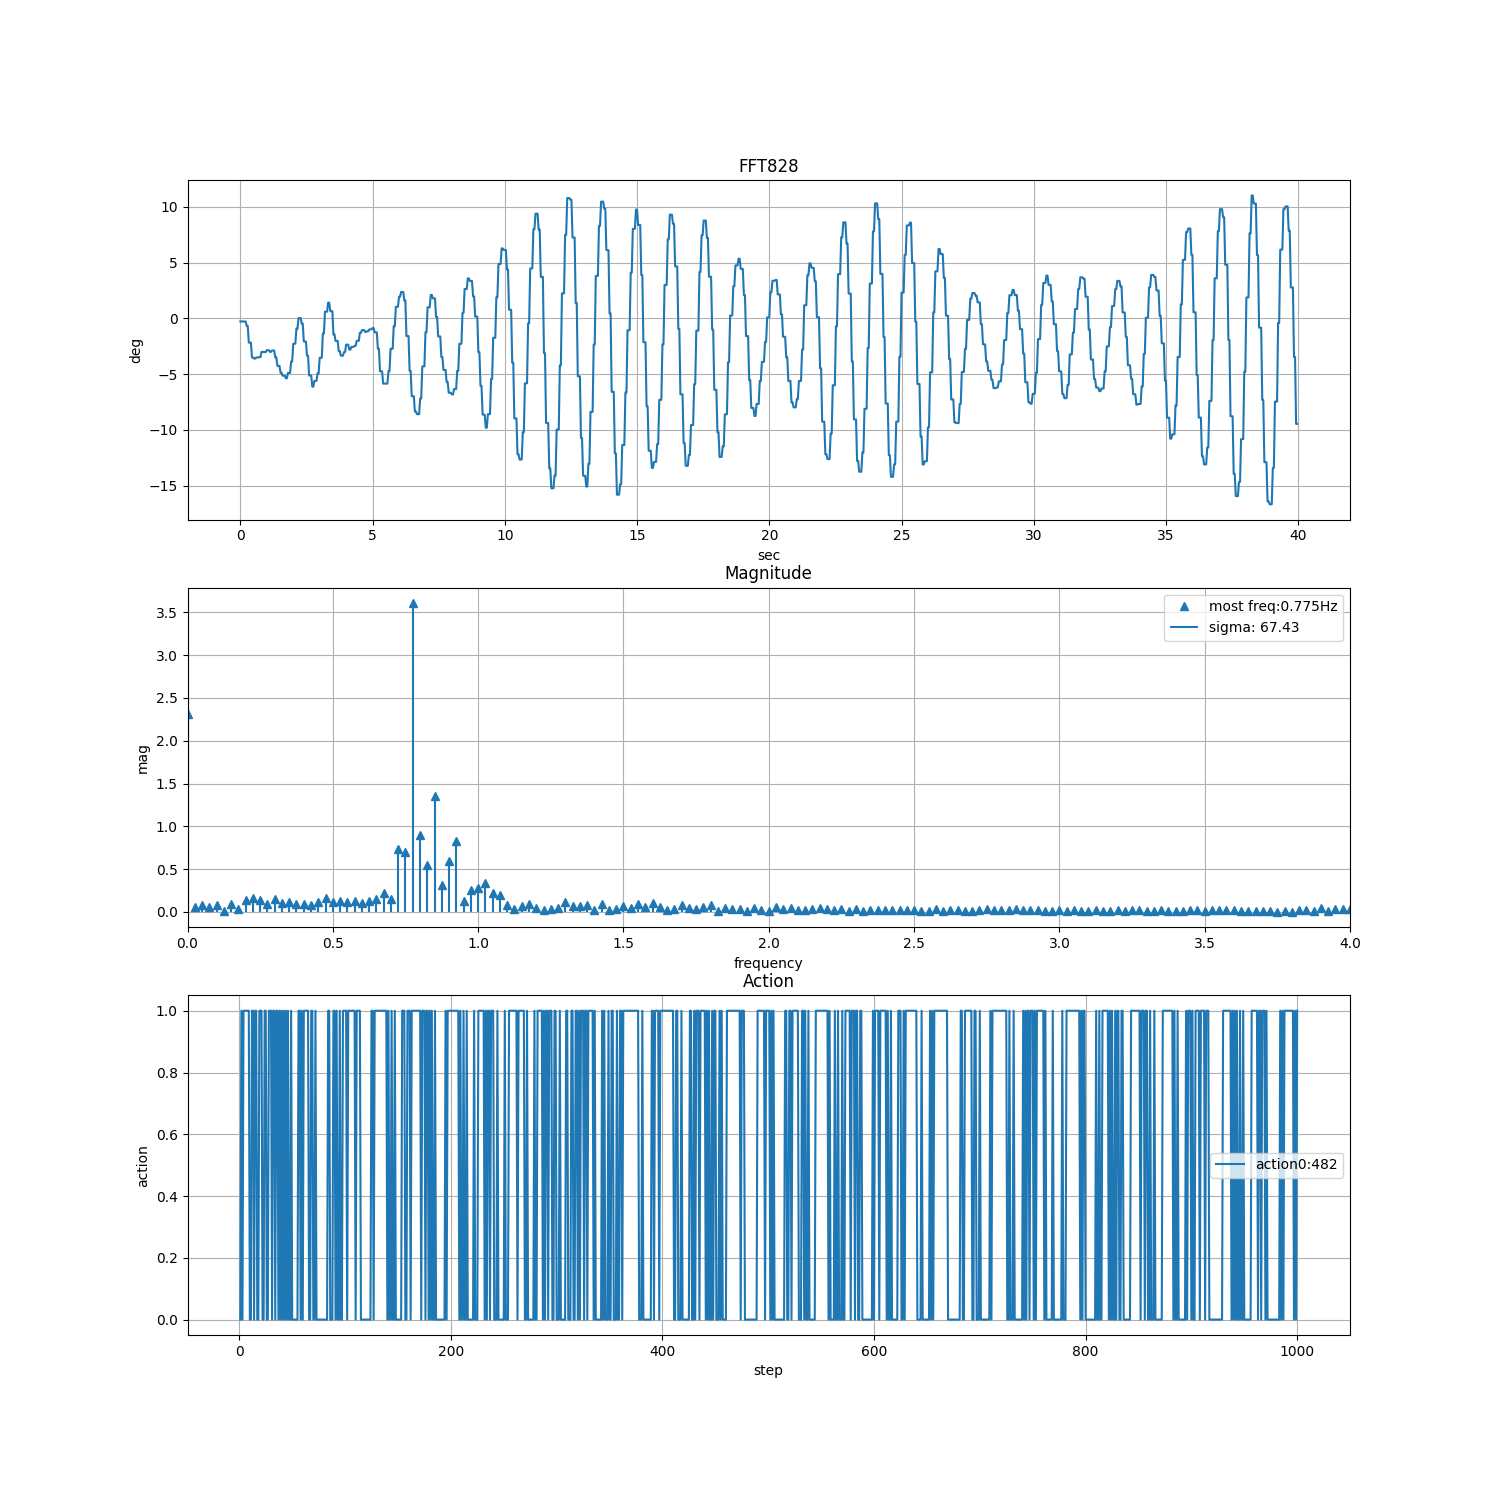 FFT828
10
5
0
−5
−10
−15
deg
0 5 10 15 20 25 30 35 40
sec
Magnitude
most freq:0.775Hz
sigma: 67.43
3.5
3.0
2.5
2.0
1.5
1.0
0.5
0.0
mag
0.0 0.5 1.0 1.5 2.0 2.5 3.0 3.5 4.0
frequency
Action
1.0
0.8
0.6
0.4
0.2
0.0
action
action0:482
0 200 400 600 800 1000
step